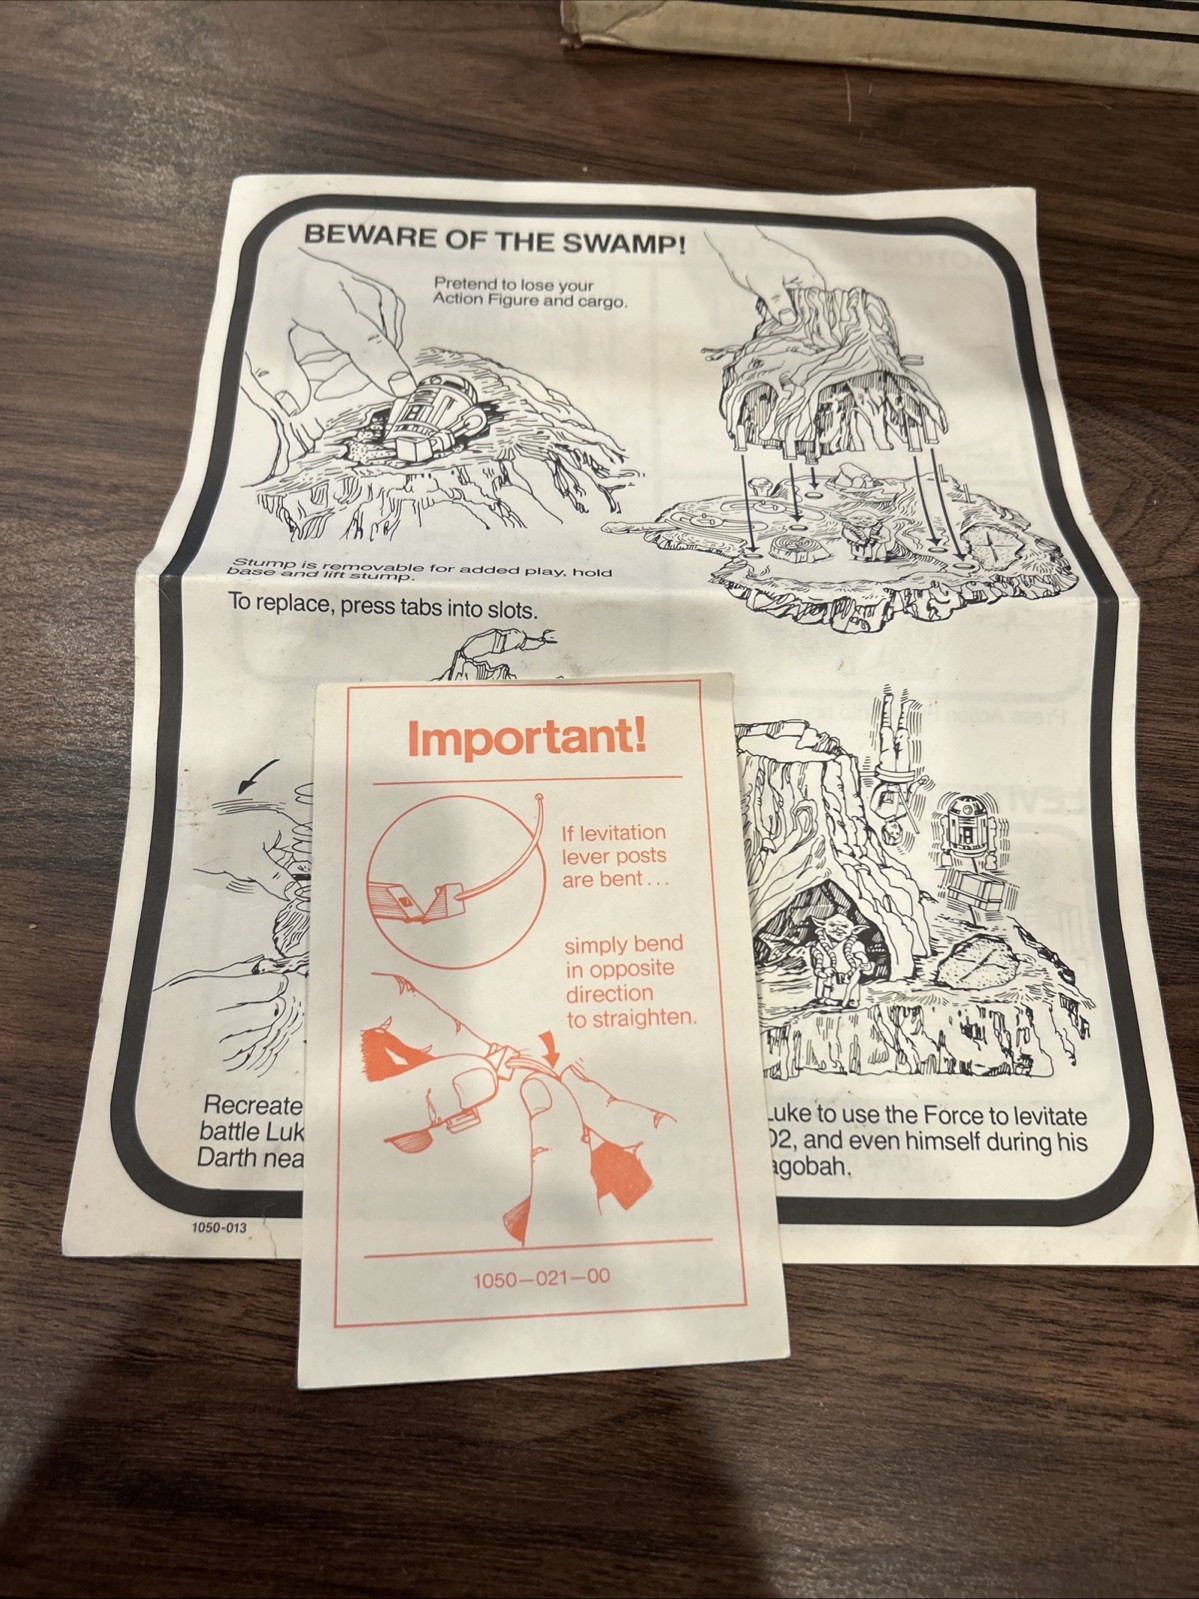 BEWARE OF THE SWAMP!
Pretend to lose your
Action Figure and cargo.
Stump is removable for added play, hold
base and lift stump.
To replace, press tabs into slots.
Important!
If levitation
lever posts
are bent...
simply bend
in opposite
direction
to straighten.
1050—021—00
Recreate
battle Luk
Darth nea
Luke to use the Force to levitate
D2, and even himself during his
agobah.
1050-013